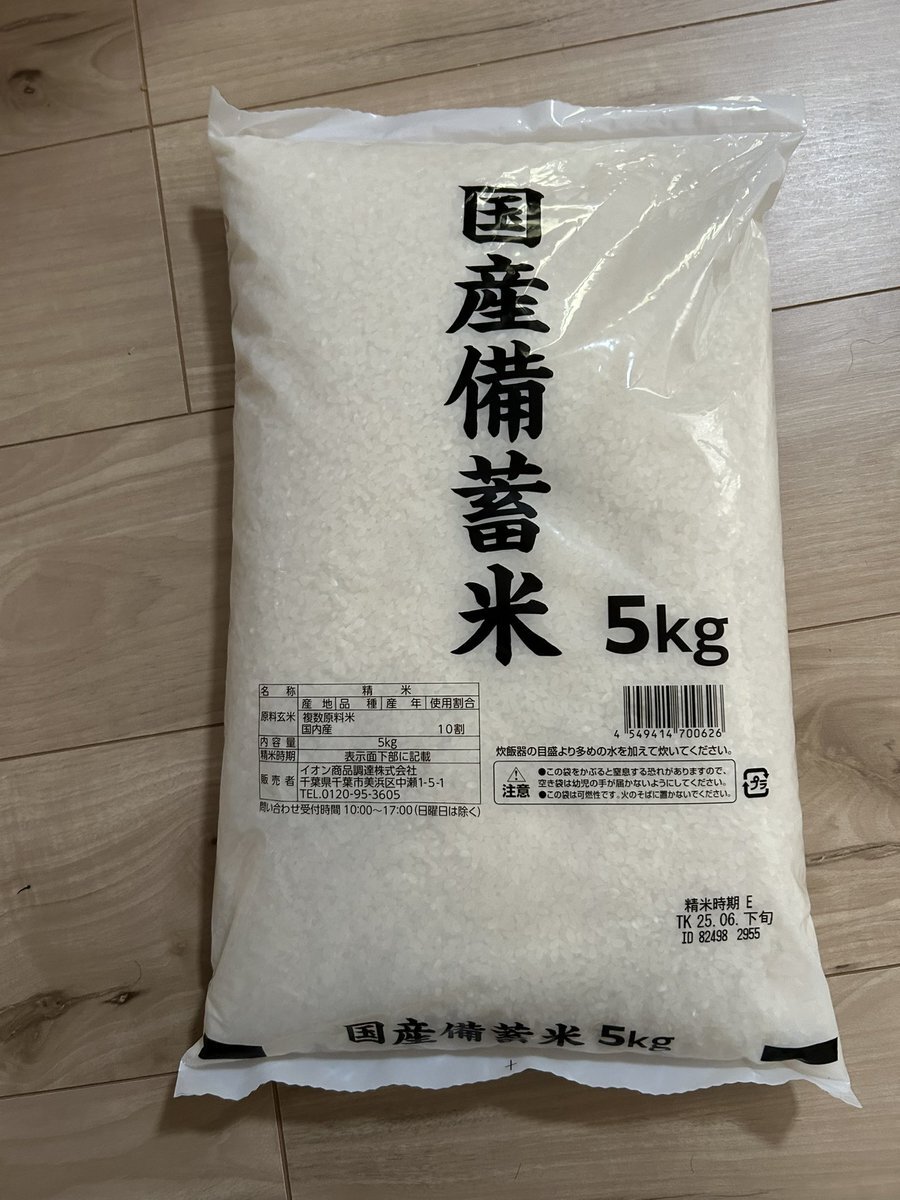 国産備蓄米
5kg
名 称 精 米
原料玄米 産 地 品 種 産 年 使用割合
複数原料米
国内産 10割
内 容 量 5kg
精米時期 表示面下部に記載
販 売 者 イオン商品調達株式会社
千葉県千葉市美浜区中瀬1-5-1
TEL.0120-95-3605
問い合わせ受付時間 10:00〜17:00(日曜日は除く)
4 549414 700626
炊飯器の目盛より多めの水を加えて炊いてください。
注意
●この袋をかぶると窒息する恐れがありますので、
空き袋は幼児の手が届かないようにしてください。
●この袋は可燃性です。火のそばに置かないでください。
プラ
精米時期 E
TK 25.06.下旬
ID 82498 2955
国産備蓄米 5kg